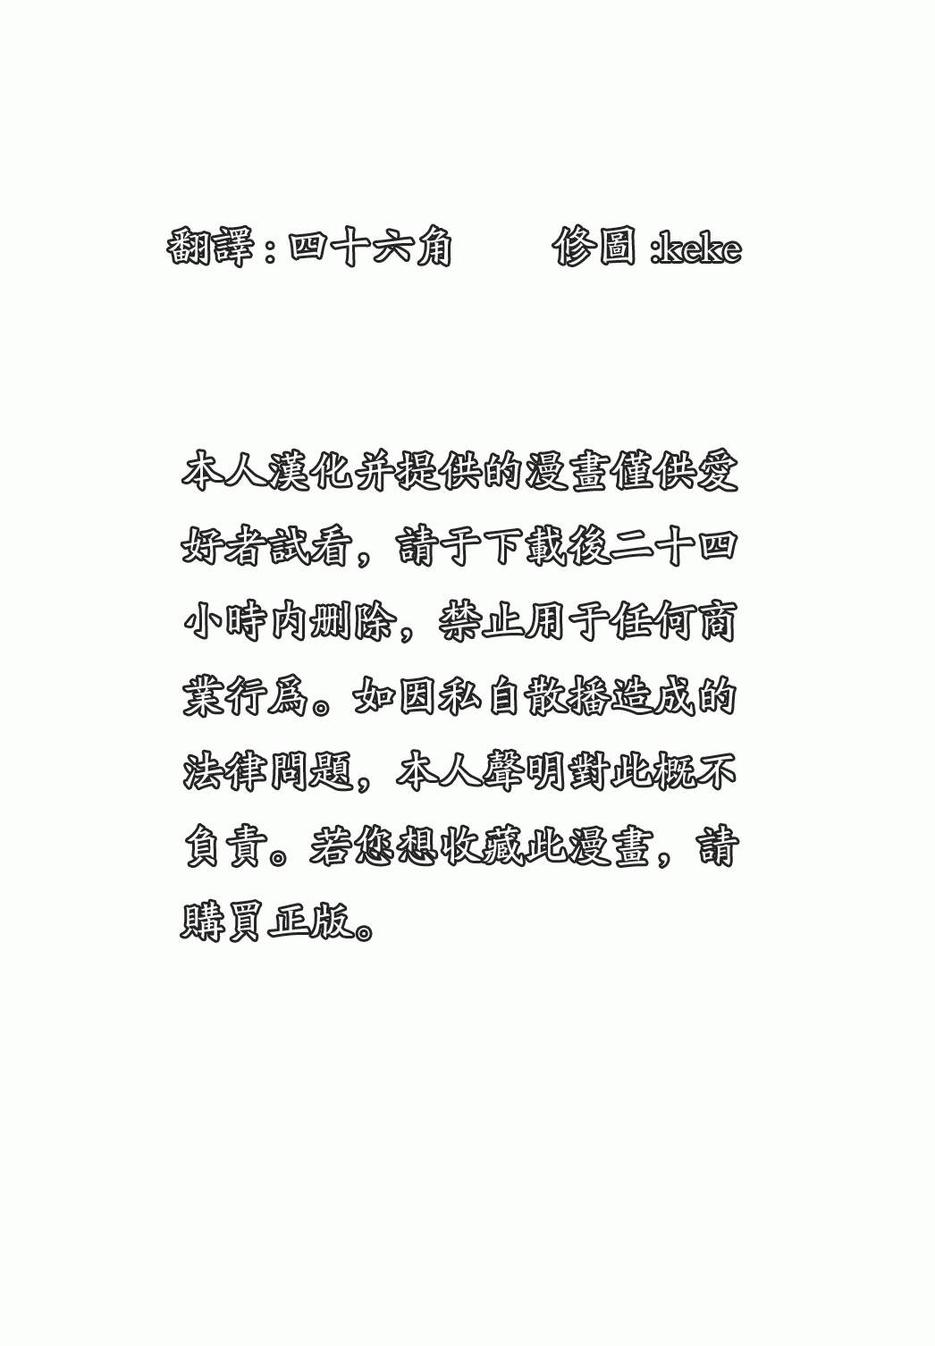 翻譯 : 四十六角 修圖 :keke
本人漢化并提供的漫畫僅供愛
好者試看，請于下載後二十四
小時内删除，禁止用于任何商
業行爲。如因私自散播造成的
法律問題，本人聲明對此概不
負責。若您想收藏此漫畫，請
購買正版。